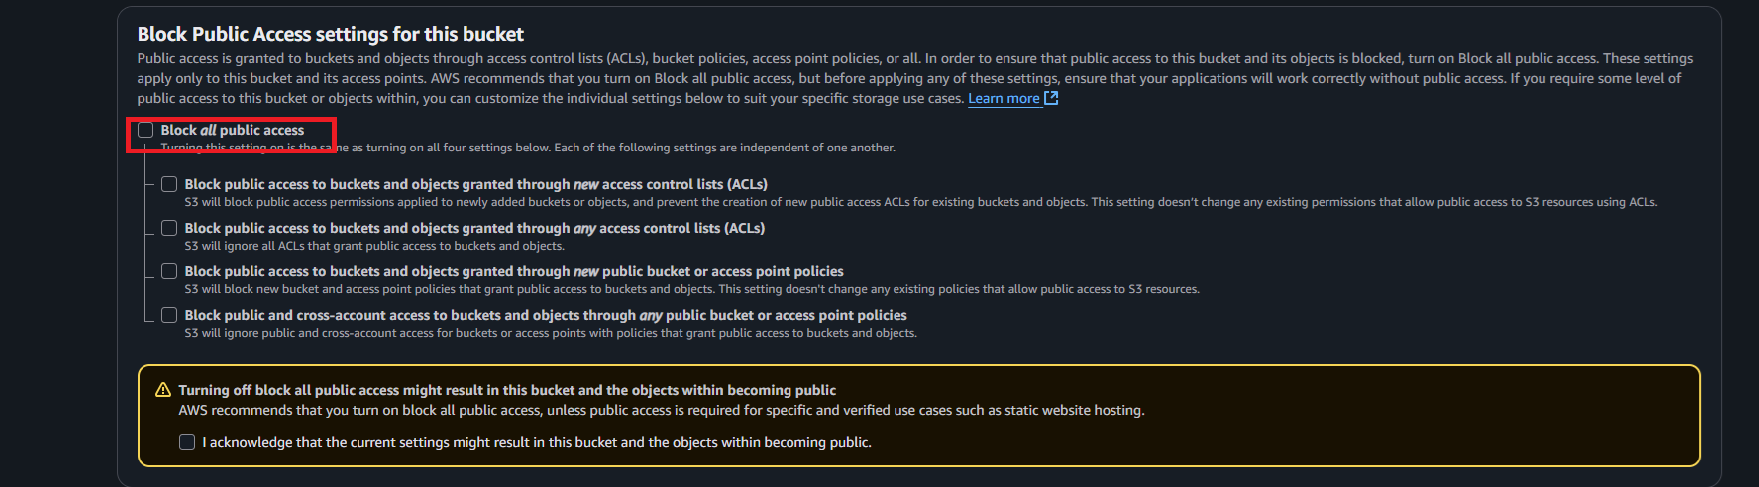 Block Public Access settings for this bucket
Public access is granted to buckets and objects through access control lists (ACLs), bucket policies, access point policies, or all. In order to ensure that public access to this bucket and its objects is blocked, turn on Block all public access. These settings
apply only to this bucket and its access points. AWS recommends that you turn on Block all public access, but before applying any of these settings, ensure that your applications will work correctly without public access. If you require some level of
public access to this bucket or objects within, you can customize the individual settings below to suit your specific storage use cases. Learn more
Block all public access
Turning this setting on is the same as turning on all four settings below. Each of the following settings are independent of one another.
Block public access to buckets and objects granted through new access control lists (ACLs)
S3 will block public access permissions applied to newly added buckets or objects, and prevent the creation of new public access ACLs for existing buckets and objects. This setting doesn't change any existing permissions that allow public access to S3 resources using ACLs.
Block public access to buckets and objects granted through any access control lists (ACLs)
S3 will ignore all ACLs that grant public access to buckets and objects.
Block public access to buckets and objects granted through new public bucket or access point policies
S3 will block new bucket and access point policies that grant public access to buckets and objects. This setting doesn't change any existing policies that allow public access to S3 resources.
Block public and cross-account access to buckets and objects through any public bucket or access point policies
S3 will ignore public and cross-account access for buckets or access points with policies that grant public access to buckets and objects.
Turning off block all public access might result in this bucket and the objects within becoming public
AWS recommends that you turn on block all public access, unless public access is required for specific and verified use cases such as static website hosting.
I acknowledge that the current settings might result in this bucket and the objects within becoming public.